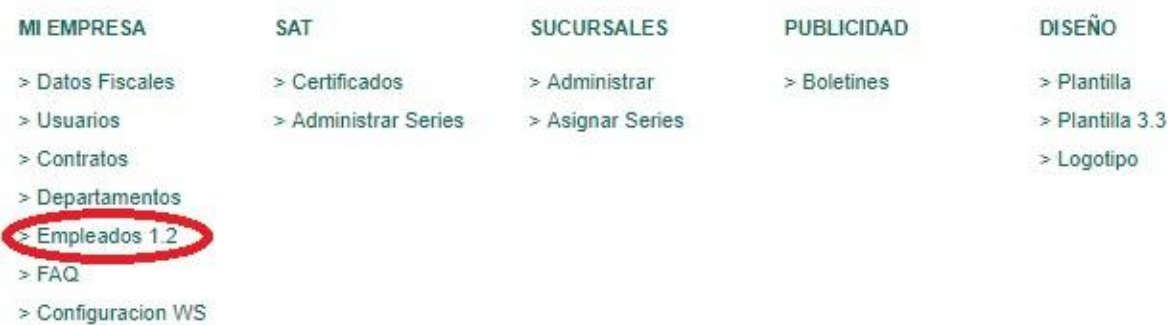 MI EMPRESA
> Datos Fiscales
> Usuarios
> Contratos
> Departamentos
> Empleados 1.2
> FAQ
> Configuracion WS
SAT
> Certificados
> Administrar Series
SUCURSALES
> Administrar
> Asignar Series
PUBLICIDAD
> Boletines
DISEÑO
> Plantilla
> Plantilla 3.3
> Logotipo